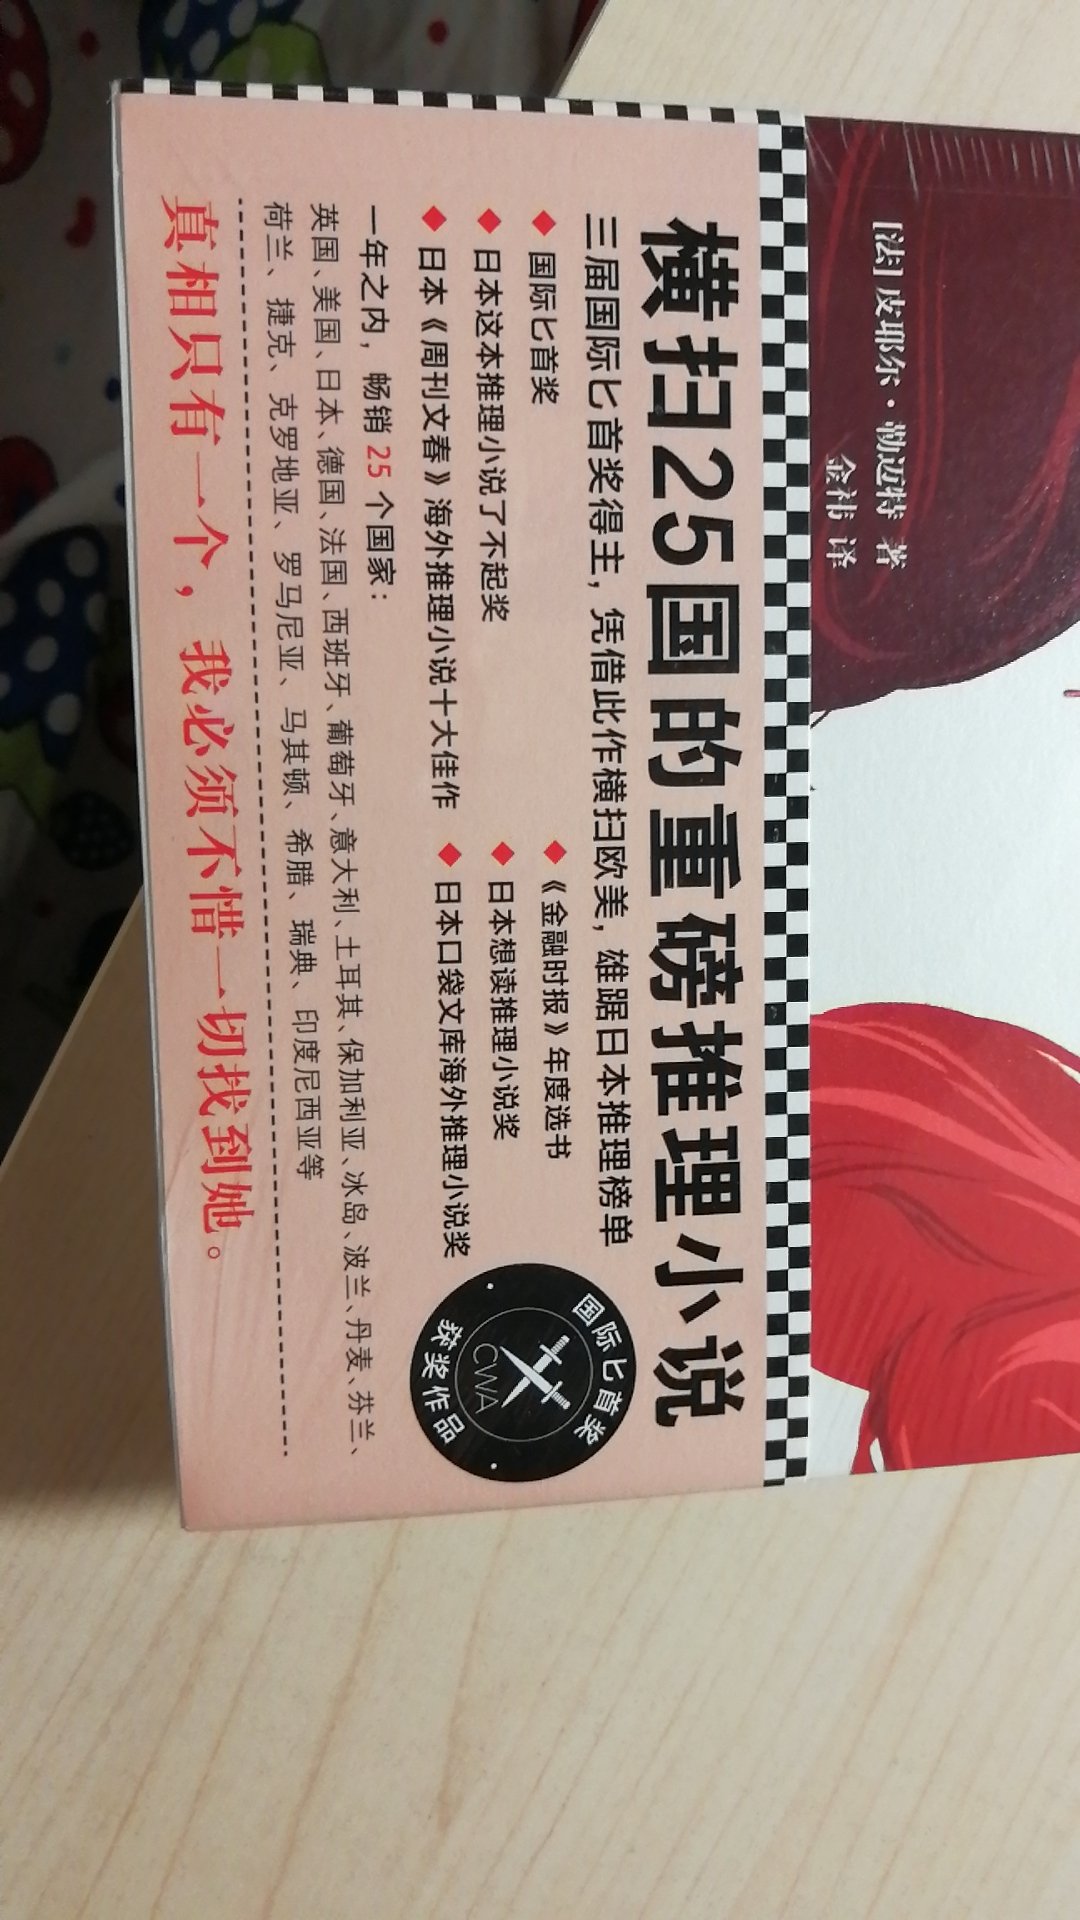 [法] 皮耶尔·勒迈特 著
金祎 译
横扫25国的重磅推理小说
三届国际匕首奖得主，凭借此作横扫欧美，雄踞日本推理榜单
◆ 国际匕首奖 ◆《金融时报》年度选书
◆ 日本这本推理小说了不起奖 ◆ 日本想读推理小说奖
◆ 日本《周刊文春》海外推理小说十大佳作 ◆ 日本口袋文库海外推理小说奖
一年之内，畅销 25 个国家：
英国、美国、日本、德国、法国、西班牙、葡萄牙、意大利、土耳其、保加利亚、冰岛、波兰、丹麦、芬兰、
荷兰、捷克、克罗地亚、罗马尼亚、马其顿、希腊、瑞典、印度尼西亚等
真相只有一个，我必须不惜一切找到她。
国际匕首奖
CWA
获奖作品